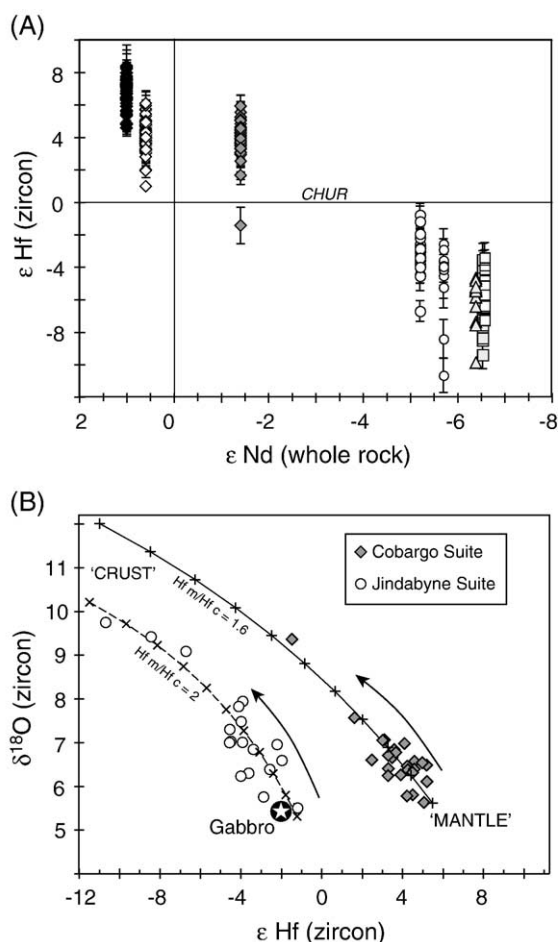 (A)
8
4
0
-4
-8
ε Hf (zircon)
CHUR
2
0
-2
-4
-6
-8
ε Nd (whole rock)
(B)
12
11
10
9
8
7
6
5
δ18O (zircon)
'CRUST'
Hf m/Hf c = 1.6
Hf m/Hf c = 2
Cobargo Suite
Jindabyne Suite
Gabbro
'MANTLE'
-12
-8
-4
0
4
8
ε Hf (zircon)